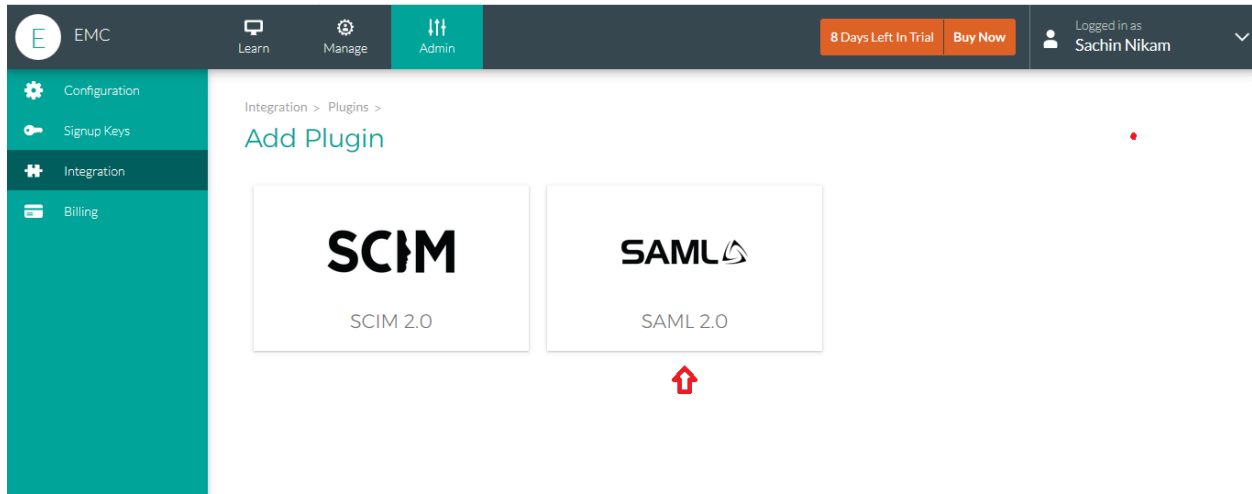 E EMC
Learn
Manage
Admin
8 Days Left In Trial
Buy Now
Logged in as
Sachin Nikam
Configuration
Signup Keys
Integration
Billing
Integration > Plugins >
Add Plugin
SCIM
SCIM 2.0
SAML
SAML 2.0